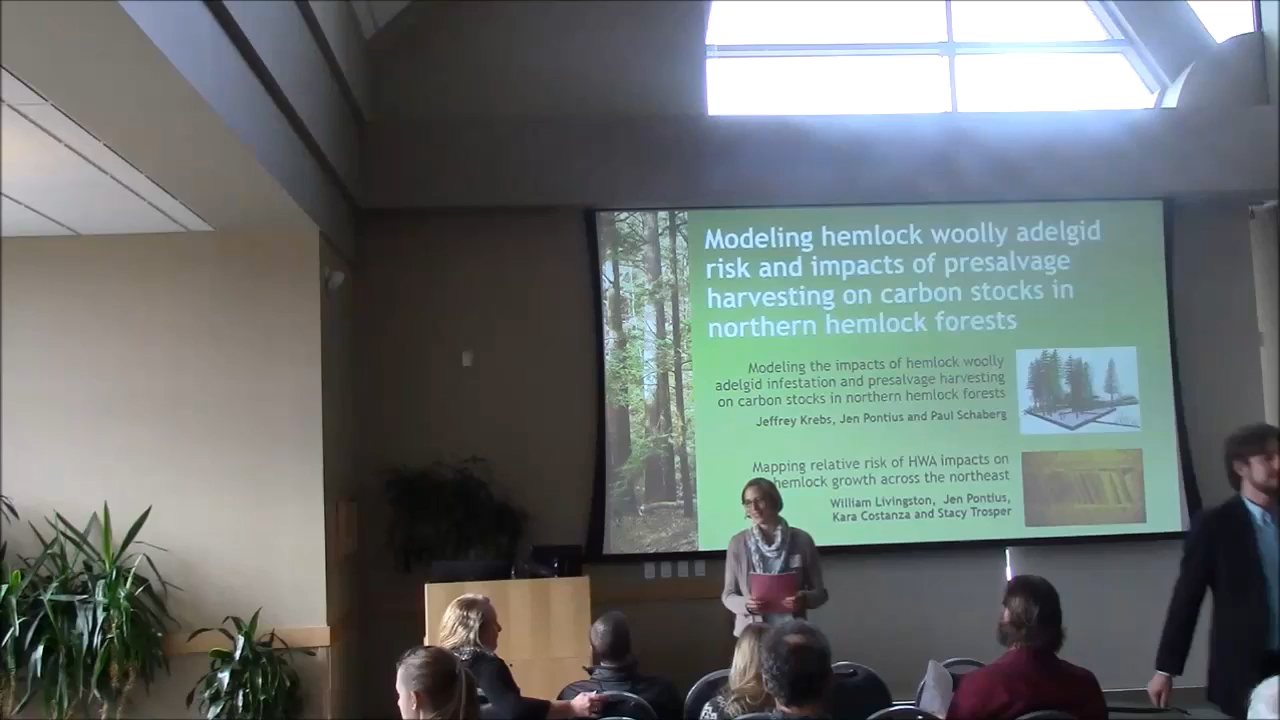 Modeling hemlock woolly adelgid
risk and impacts of presalvage
harvesting on carbon stocks in
northern hemlock forests
Modeling the impacts of hemlock woolly
adelgid infestation and presalvage harvesting
on carbon stocks in northern hemlock forests
Jeffrey Krebs, Jen Pontius and Paul Schaberg
Mapping relative risk of HWA impacts on
hemlock growth across the northeast
William Livingston, Jen Pontius,
Kara Costanza and Stacy Trosper